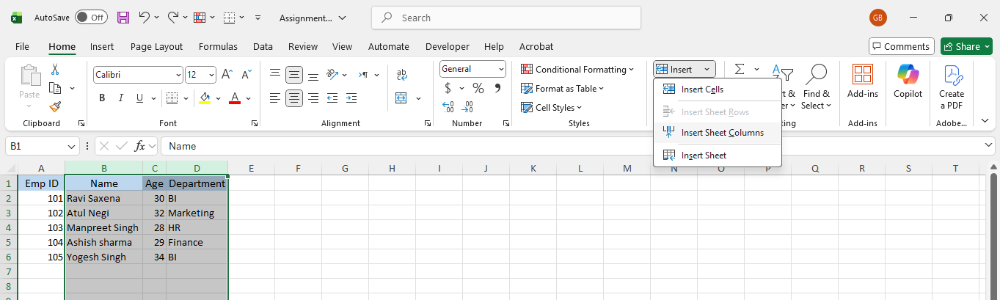 AutoSave Off Assignment... Search GB
File Home Insert Page Layout Formulas Data Review View Automate Developer Help Acrobat Comments Share
Paste
Clipboard
Calibri 12
B I U A
Font
ab
Alignment
General
$ % 9
.00
Number
Conditional Formatting
Format as Table
Cell Styles
Styles
Insert
Insert Cells
Insert Sheet Rows
Insert Sheet Columns
Insert Sheet
Find &
Select
Add-ins
Add-ins
Copilot
Create
a PDF
Adobe...
B1 fx Name
A B C D E F G H I J K L M N O P Q R S T
1 Emp ID Name Age Department
2 101 Ravi Saxena 30 BI
3 102 Atul Negi 32 Marketing
4 103 Manpreet Singh 28 HR
5 104 Ashish sharma 29 Finance
6 105 Yogesh Singh 34 BI
7
8